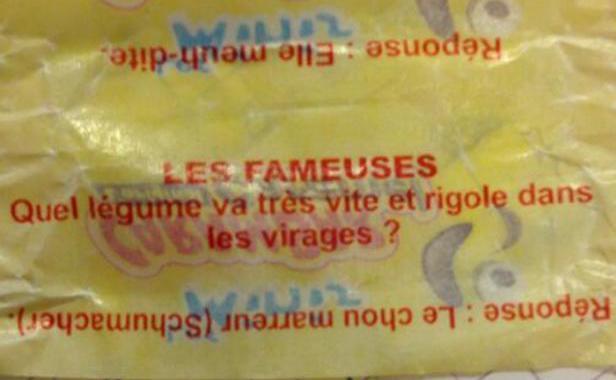 Réponse : Elle meuh-dite.
LES FAMEUSES
Quel légume va très vite et rigole dans
les virages ?
Réponse : Le chou marreur (Schumacher).